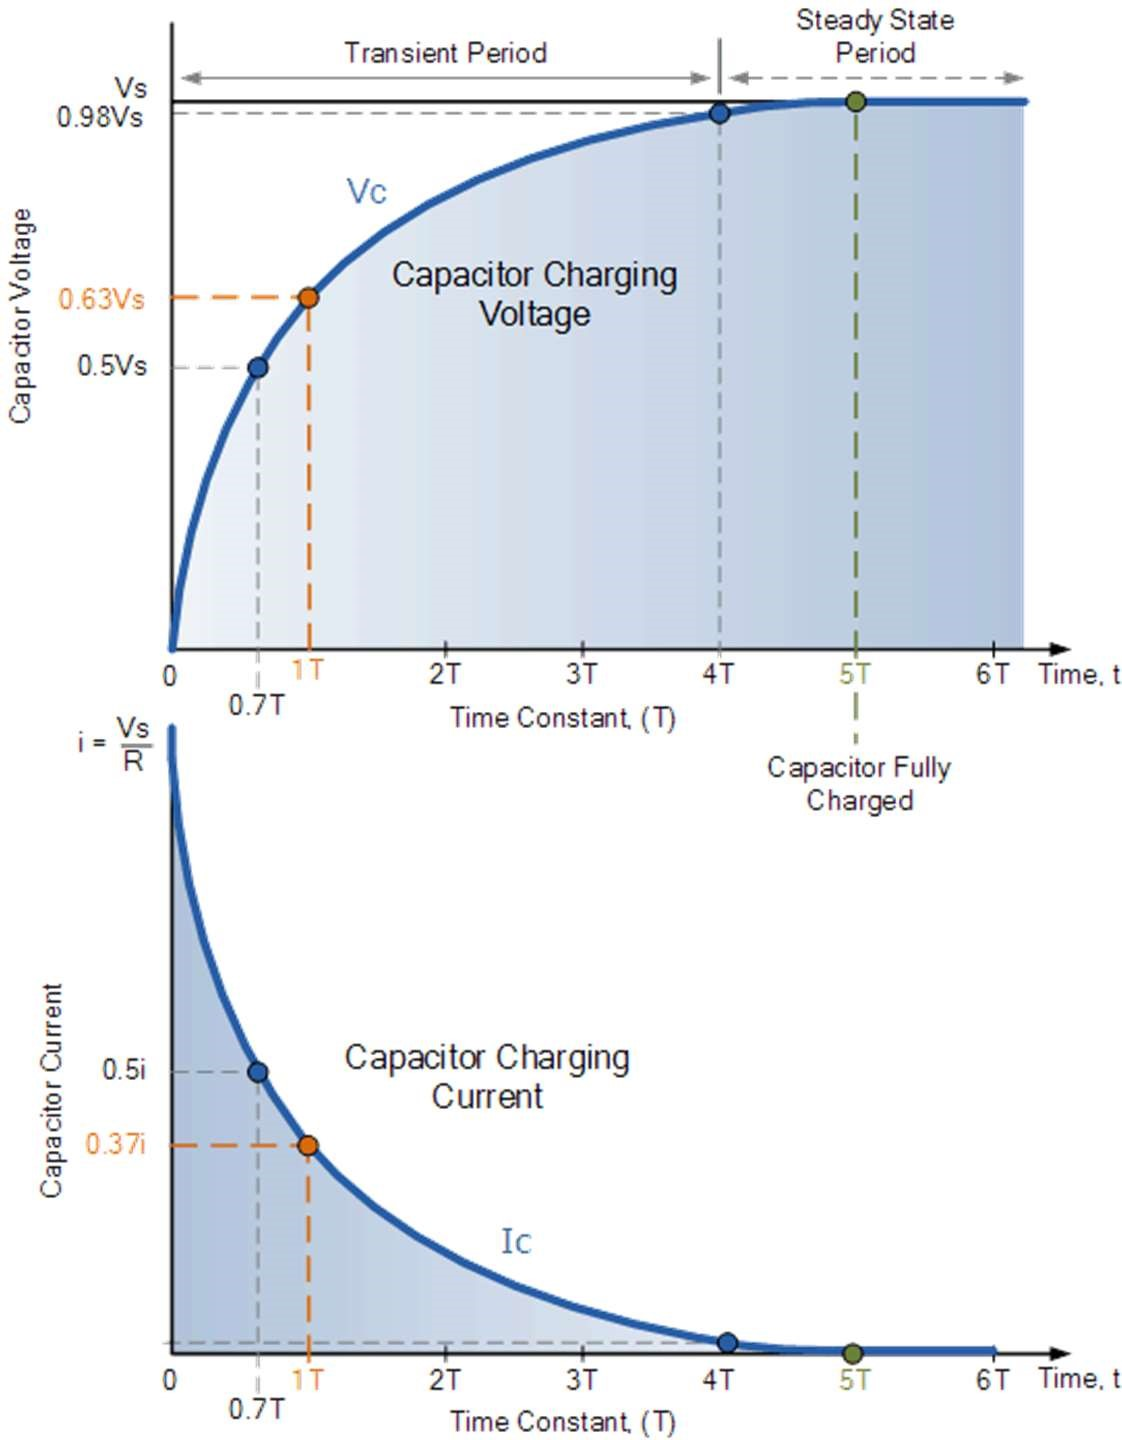 Steady State
Period
Transient Period
Vs
0.98Vs
Vc
Capacitor Charging
Voltage
Capacitor Voltage
0.63Vs
0.5Vs
0
0.7T
1T
2T
3T
4T
5T
6T
Time, t
Time Constant, (T)
Capacitor Fully
Charged
i = Vs
R
Capacitor Charging
Current
Capacitor Current
0.5i
0.37i
Ic
0
0.7T
1T
2T
3T
4T
5T
6T
Time, t
Time Constant, (T)